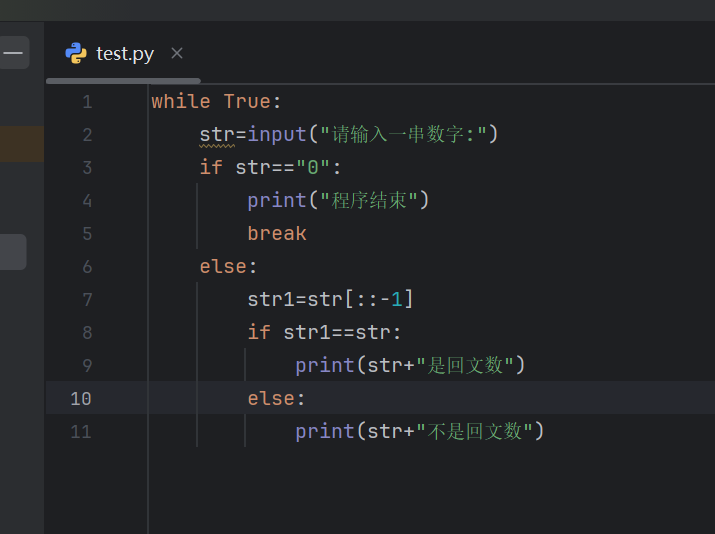 test.py
1 while True:
2     str=input("请输入一串数字:")
3     if str=="0":
4         print("程序结束")
5         break
6     else:
7         str1=str[::-1]
8         if str1==str:
9             print(str+"是回文数")
10         else:
11             print(str+"不是回文数")